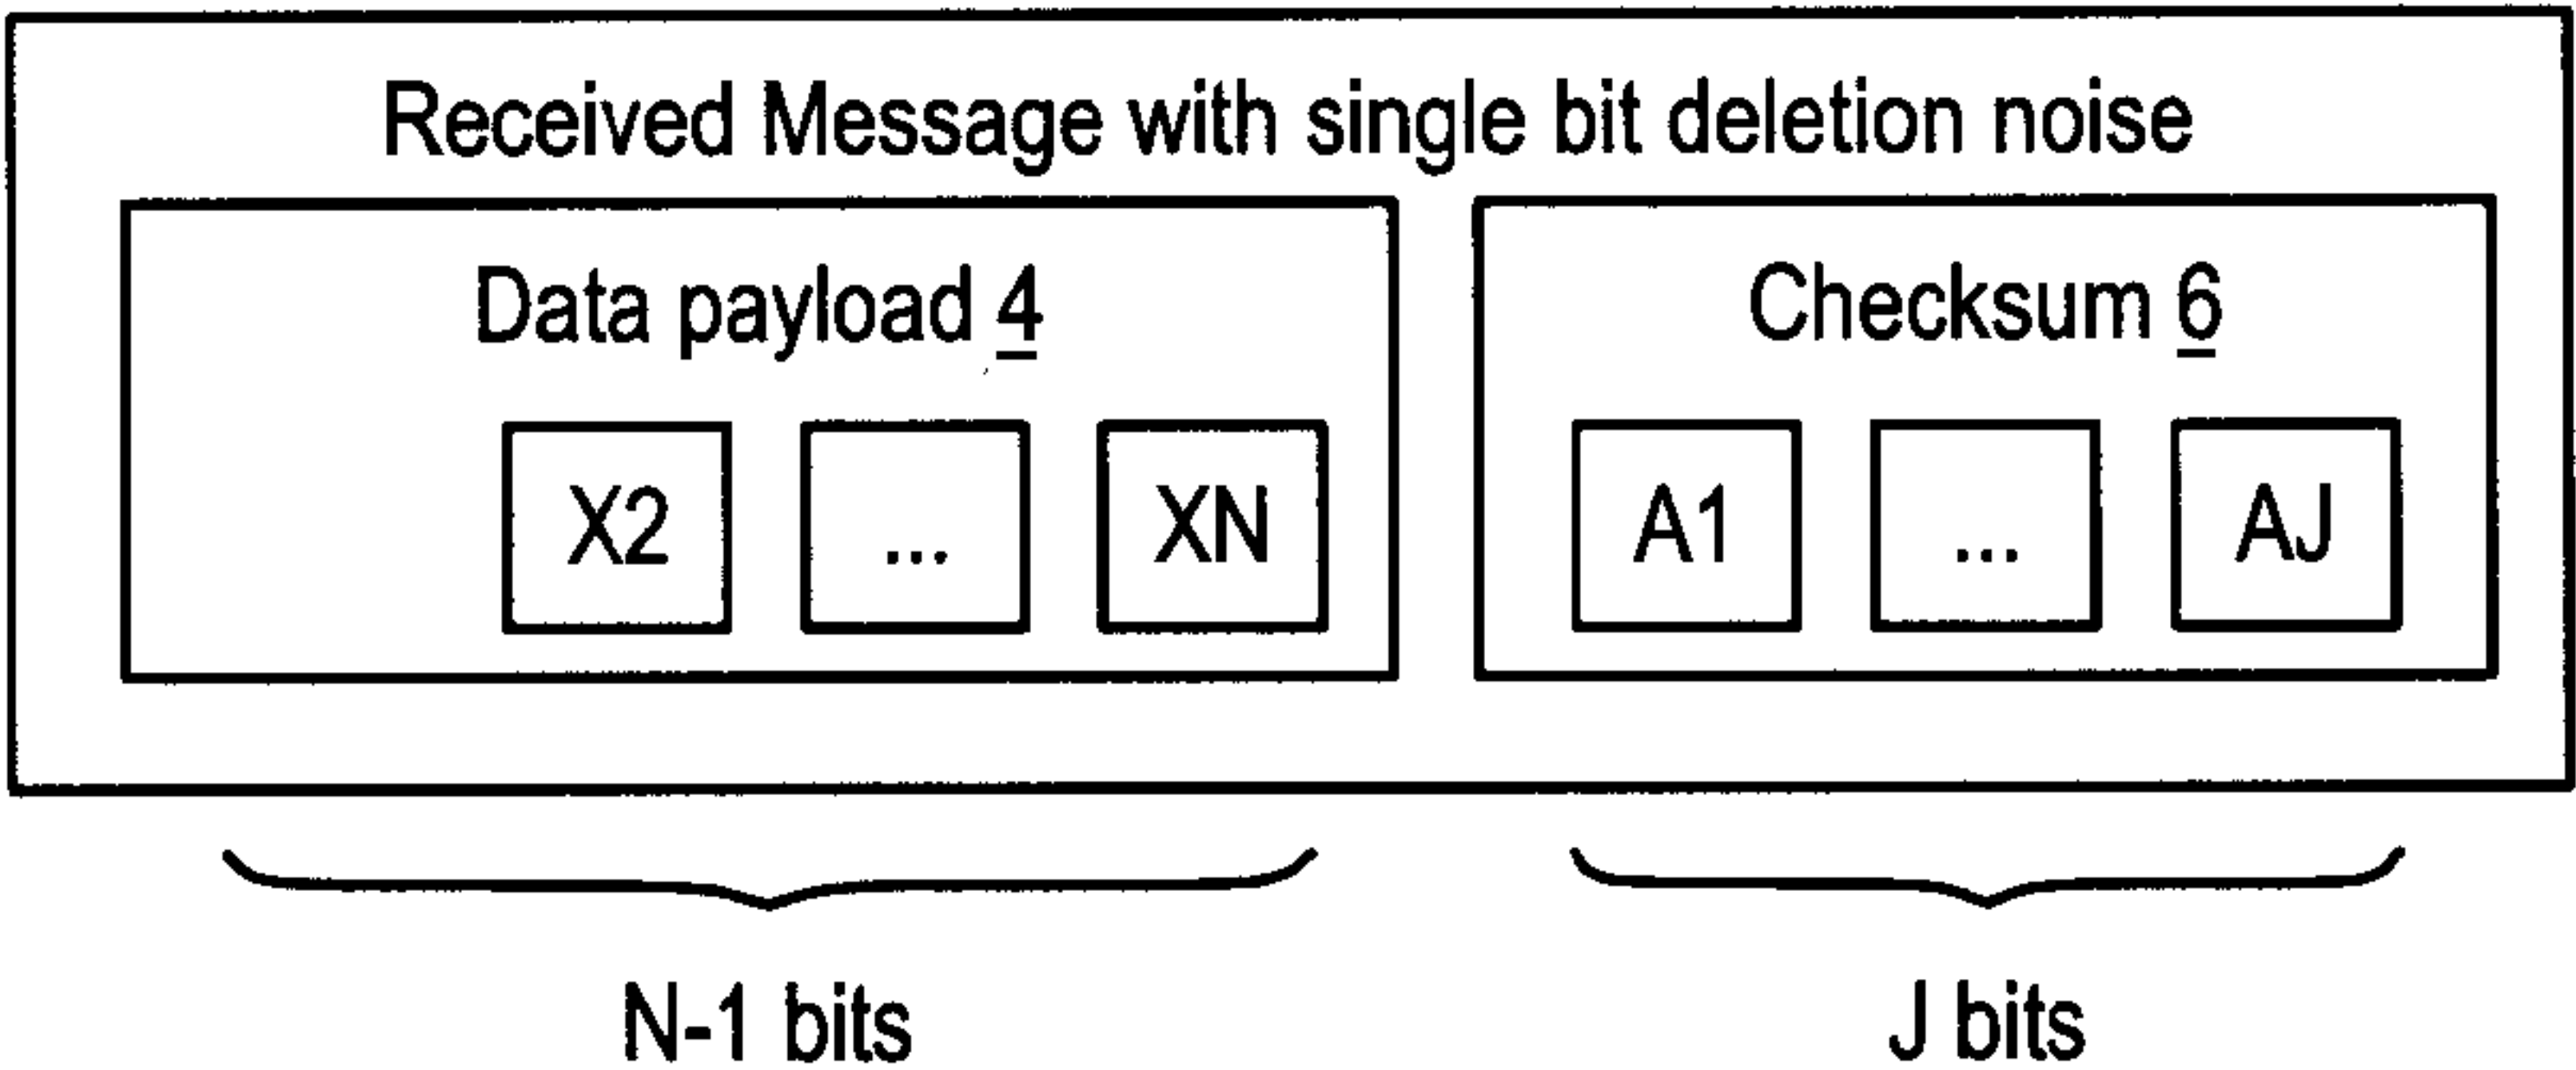 Received Message with single bit deletion noise
Data payload 4
Checksum 6
X2 ... XN
A1 ... AJ
N-1 bits
J bits